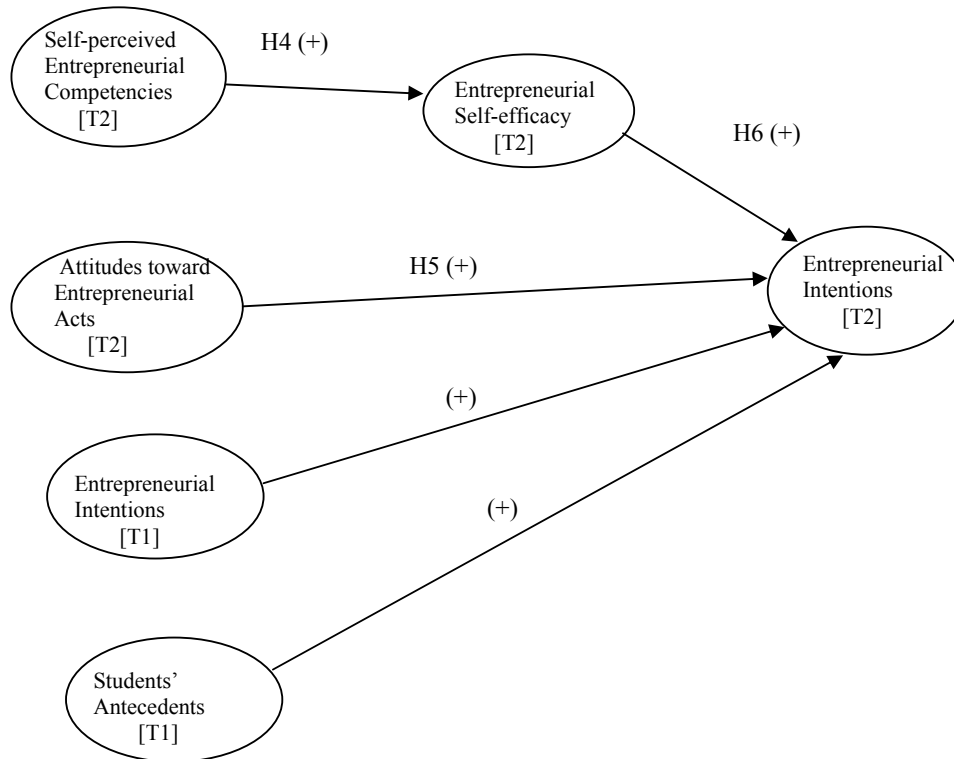 Self-perceived
Entrepreneurial
Competencies
[T2]
H4 (+)
Entrepreneurial
Self-efficacy
[T2]
H6 (+)
Attitudes toward
Entrepreneurial
Acts
[T2]
H5 (+)
Entrepreneurial
Intentions
[T2]
(+)
Entrepreneurial
Intentions
[T1]
(+)
Students’
Antecedents
[T1]